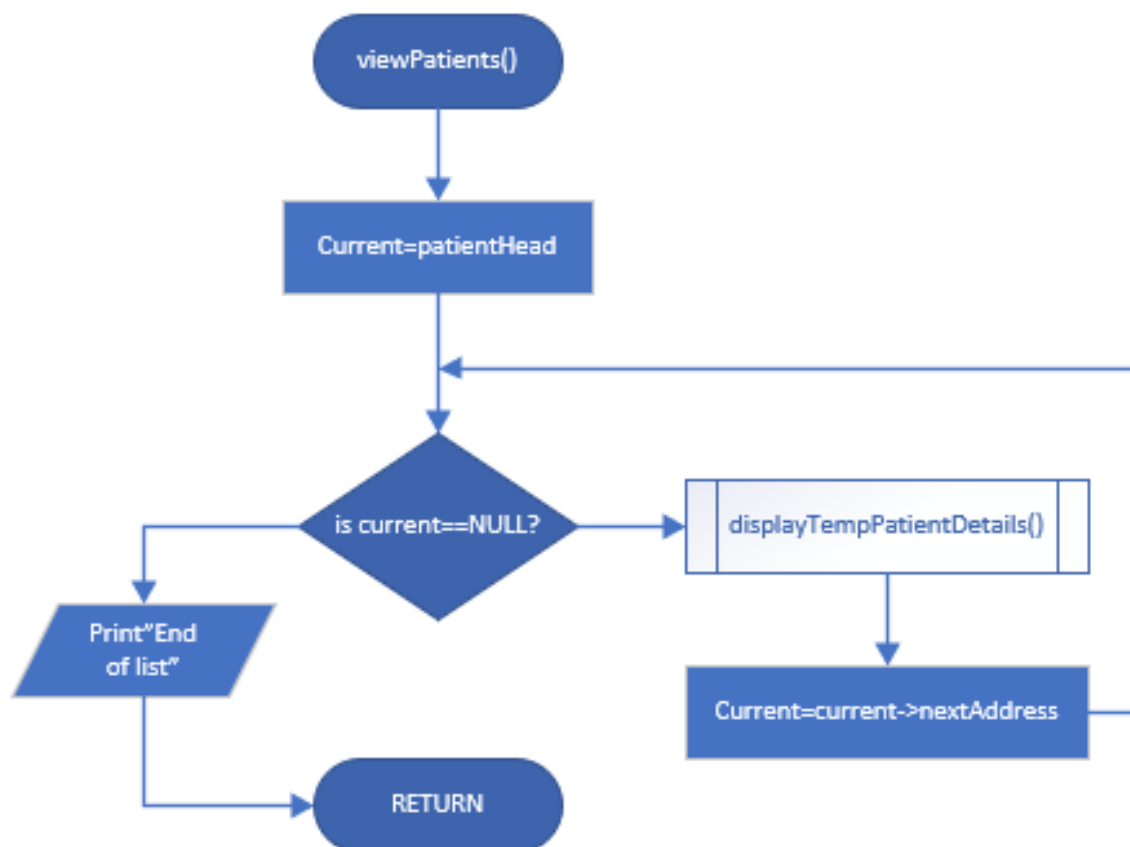 viewPatients()
Current=patientHead
is current==NULL?
displayTempPatientDetails()
Print”End
of list”
Current=current->nextAddress
RETURN